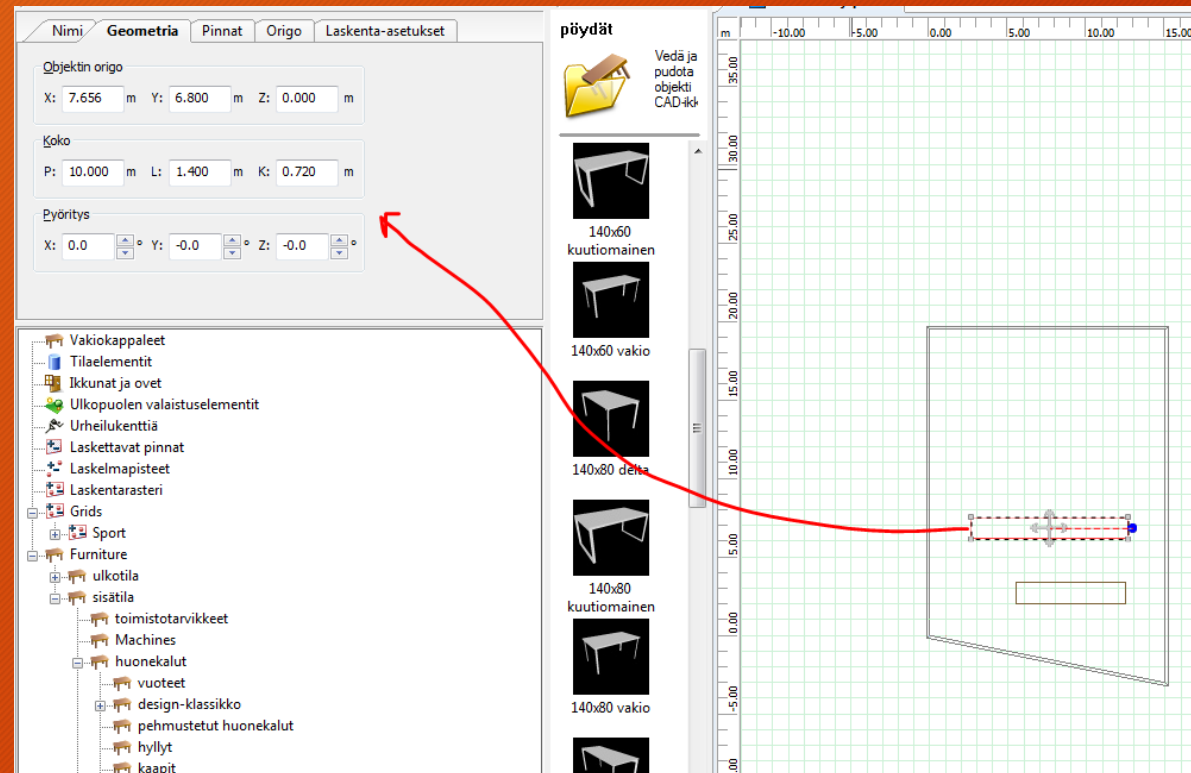 Nimi Geometria Pinnat Origo Laskenta-asetukset
Objektin origo
X: 7.656 m Y: 6.800 m Z: 0.000 m
Koko
P: 10.000 m L: 1.400 m K: 0.720 m
Pyöritys
X: 0.0 ° Y: -0.0 ° Z: -0.0 °
Vakiokappaleet
Tilaelementit
Ikkunat ja ovet
Ulkopuolen valaistuselementit
Urheilukenttiä
Laskettavat pinnat
Laskelmapisteet
Laskentarasteri
Grids
Sport
Furniture
ulkotila
sisätila
toimistotarvikkeet
Machines
huonekalut
vuoteet
design-klassikko
pehmustetut huonekalut
hyllyt
kaapit
pöydät
Vedä ja
pudota
objekti
CAD-ikk
140x60
kuutiomainen
140x60 vakio
140x80 delta
140x80
kuutiomainen
140x80 vakio
m -10.00 -5.00 0.00 5.00 10.00 15.00
35.00
30.00
25.00
20.00
15.00
10.00
5.00
0.00
-5.00